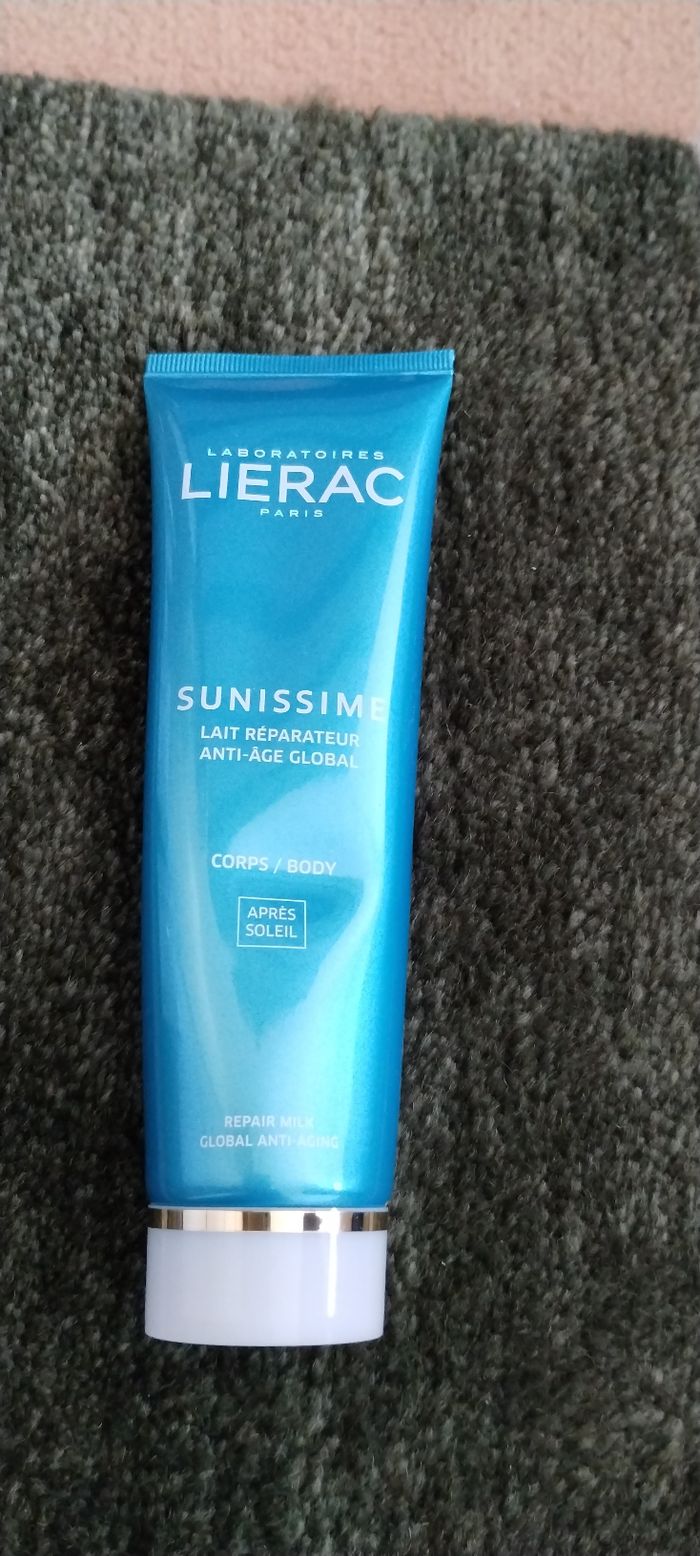 LABORATOIRES
LIERAC
PARIS
SUNISSIME
LAIT RÉPARATEUR
ANTI-ÂGE GLOBAL
CORPS / BODY
APRÈS
SOLEIL
REPAIR MILK
GLOBAL ANTI-AGING